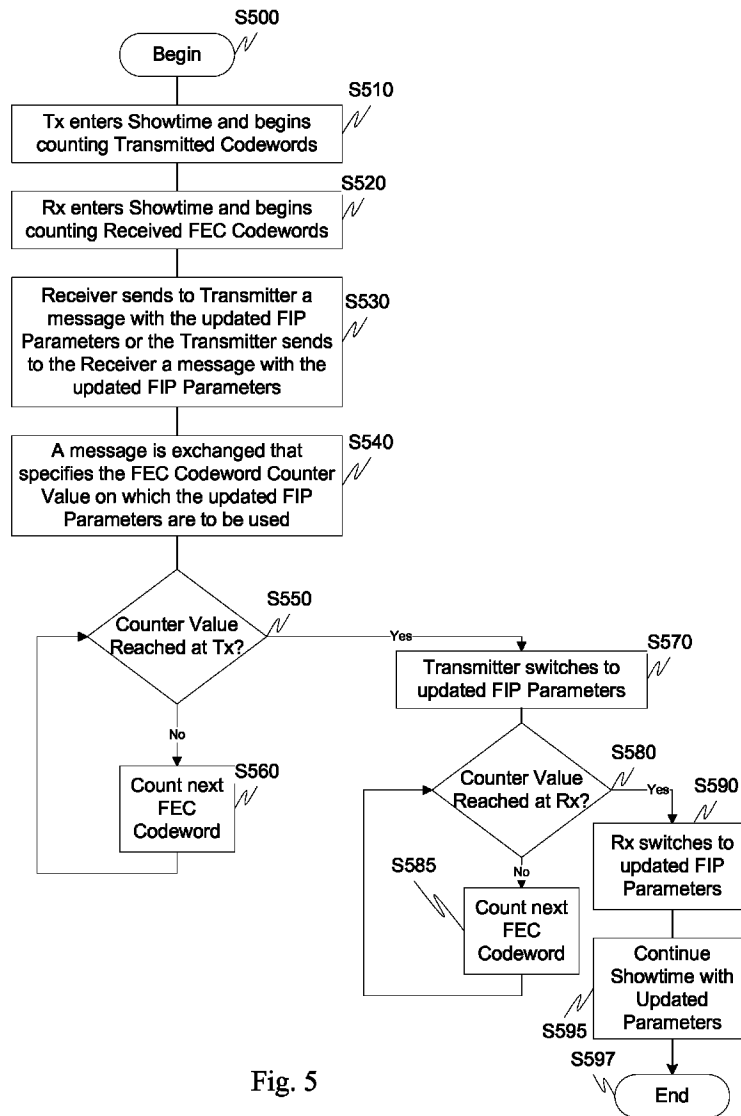 S500
Begin
S510
Tx enters Showtime and begins
counting Transmitted Codewords
S520
Rx enters Showtime and begins
counting Received FEC Codewords
S530
Receiver sends to Transmitter a
message with the updated FIP
Parameters or the Transmitter sends
to the Receiver a message with the
updated FIP Parameters
S540
A message is exchanged that
specifies the FEC Codeword Counter
Value on which the updated FIP
Parameters are to be used
S550
Counter Value
Reached at Tx?
Yes
No
S560
Count next
FEC
Codeword
S570
Transmitter switches to
updated FIP Parameters
S580
Counter Value
Reached at Rx?
Yes
No
S585
Count next
FEC
Codeword
S590
Rx switches to
updated FIP
Parameters
Continue
Showtime with
Updated
Parameters
S595
S597
End
Fig. 5